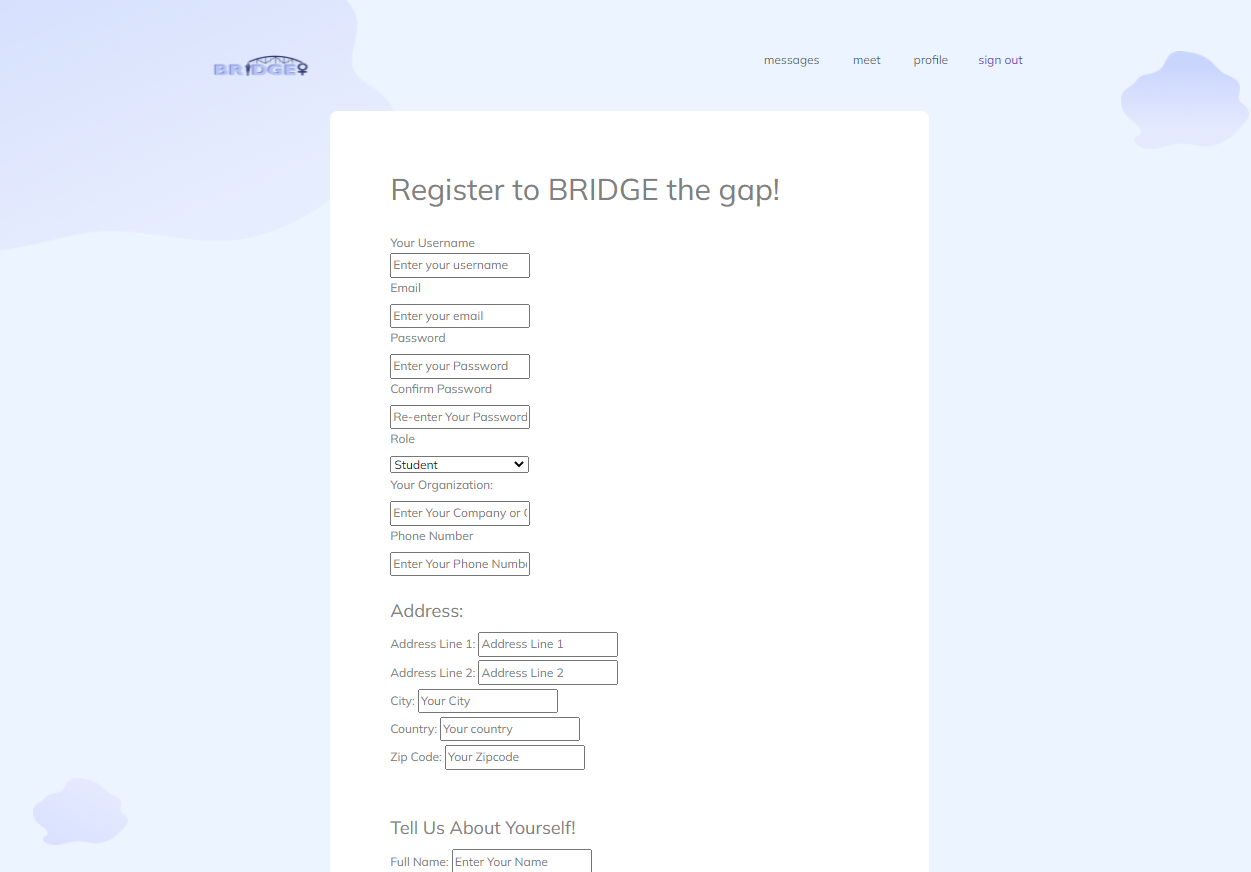 BRIDGE
messages meet profile sign out
Register to BRIDGE the gap!
Your Username
Enter your username
Email
Enter your email
Password
Enter your Password
Confirm Password
Re-enter Your Password
Role
Student
Your Organization:
Enter Your Company or
Phone Number
Enter Your Phone Numb
Address:
Address Line 1: Address Line 1
Address Line 2: Address Line 2
City: Your City
Country: Your country
Zip Code: Your Zipcode
Tell Us About Yourself!
Full Name: Enter Your Name